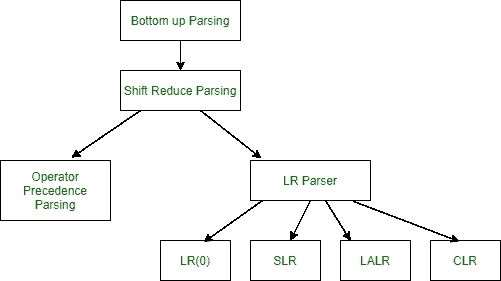 Bottom up Parsing
Shift Reduce Parsing
Operator
Precedence
Parsing
LR Parser
LR(0)
SLR
LALR
CLR